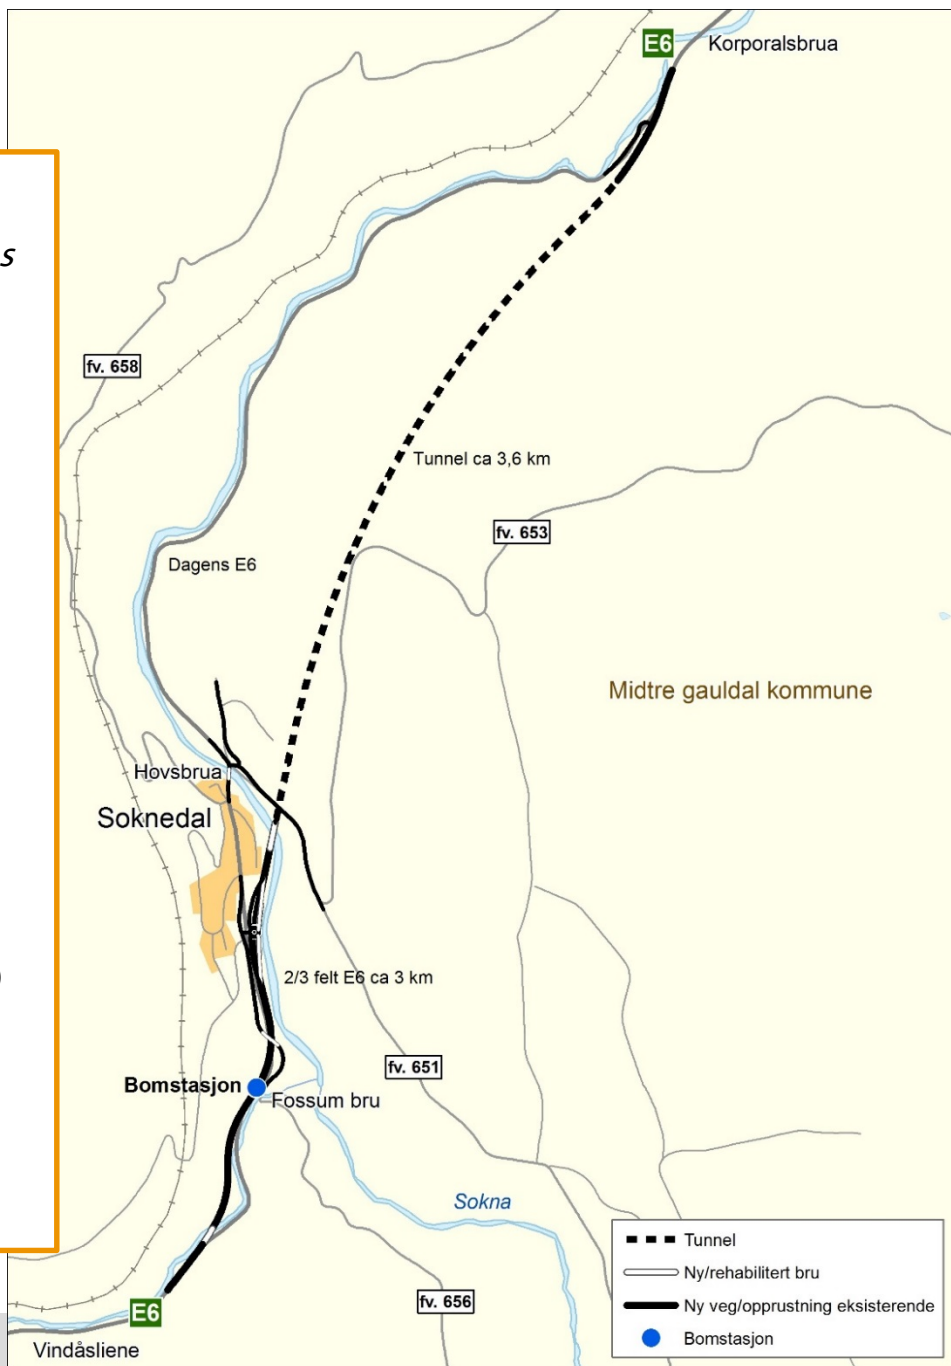 E6
Korporalsbrua
s
fv. 658
Tunnel ca 3,6 km
fv. 653
Dagens E6
Midtre gauldal kommune
Hovsbrua
Soknedal
2/3 felt E6 ca 3 km
)
fv. 651
Bomstasjon
Fossum bru
Sokna
Tunnel
Ny/rehabilitert bru
Ny veg/opprustning eksisterende
Bomstasjon
fv. 656
E6
Vindåsliene